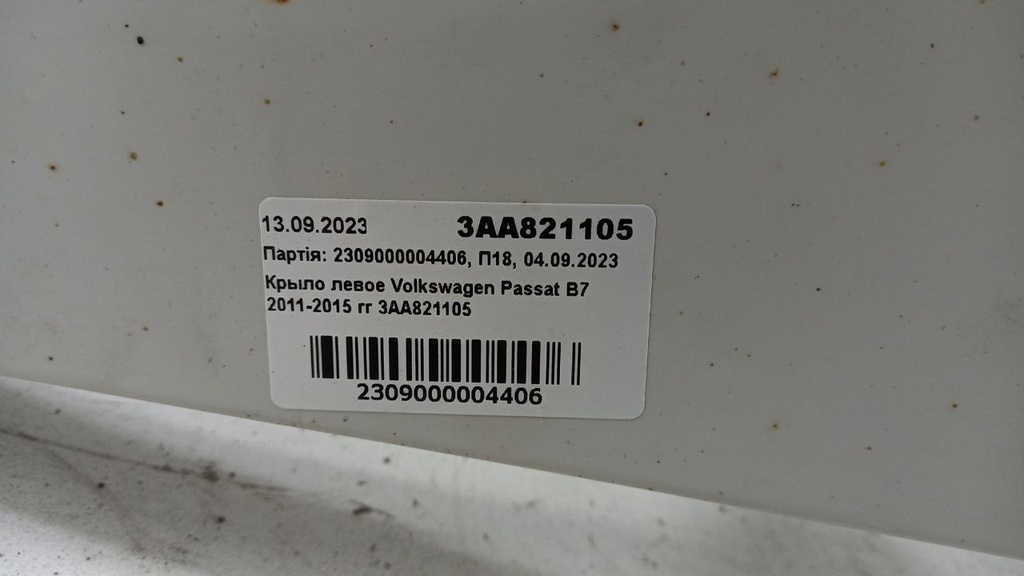 13.09.2023 3AA821105
Партія: 2309000004406, П18, 04.09.2023
Крыло левое Volkswagen Passat B7
2011-2015 гг 3AA821105
2309000004406